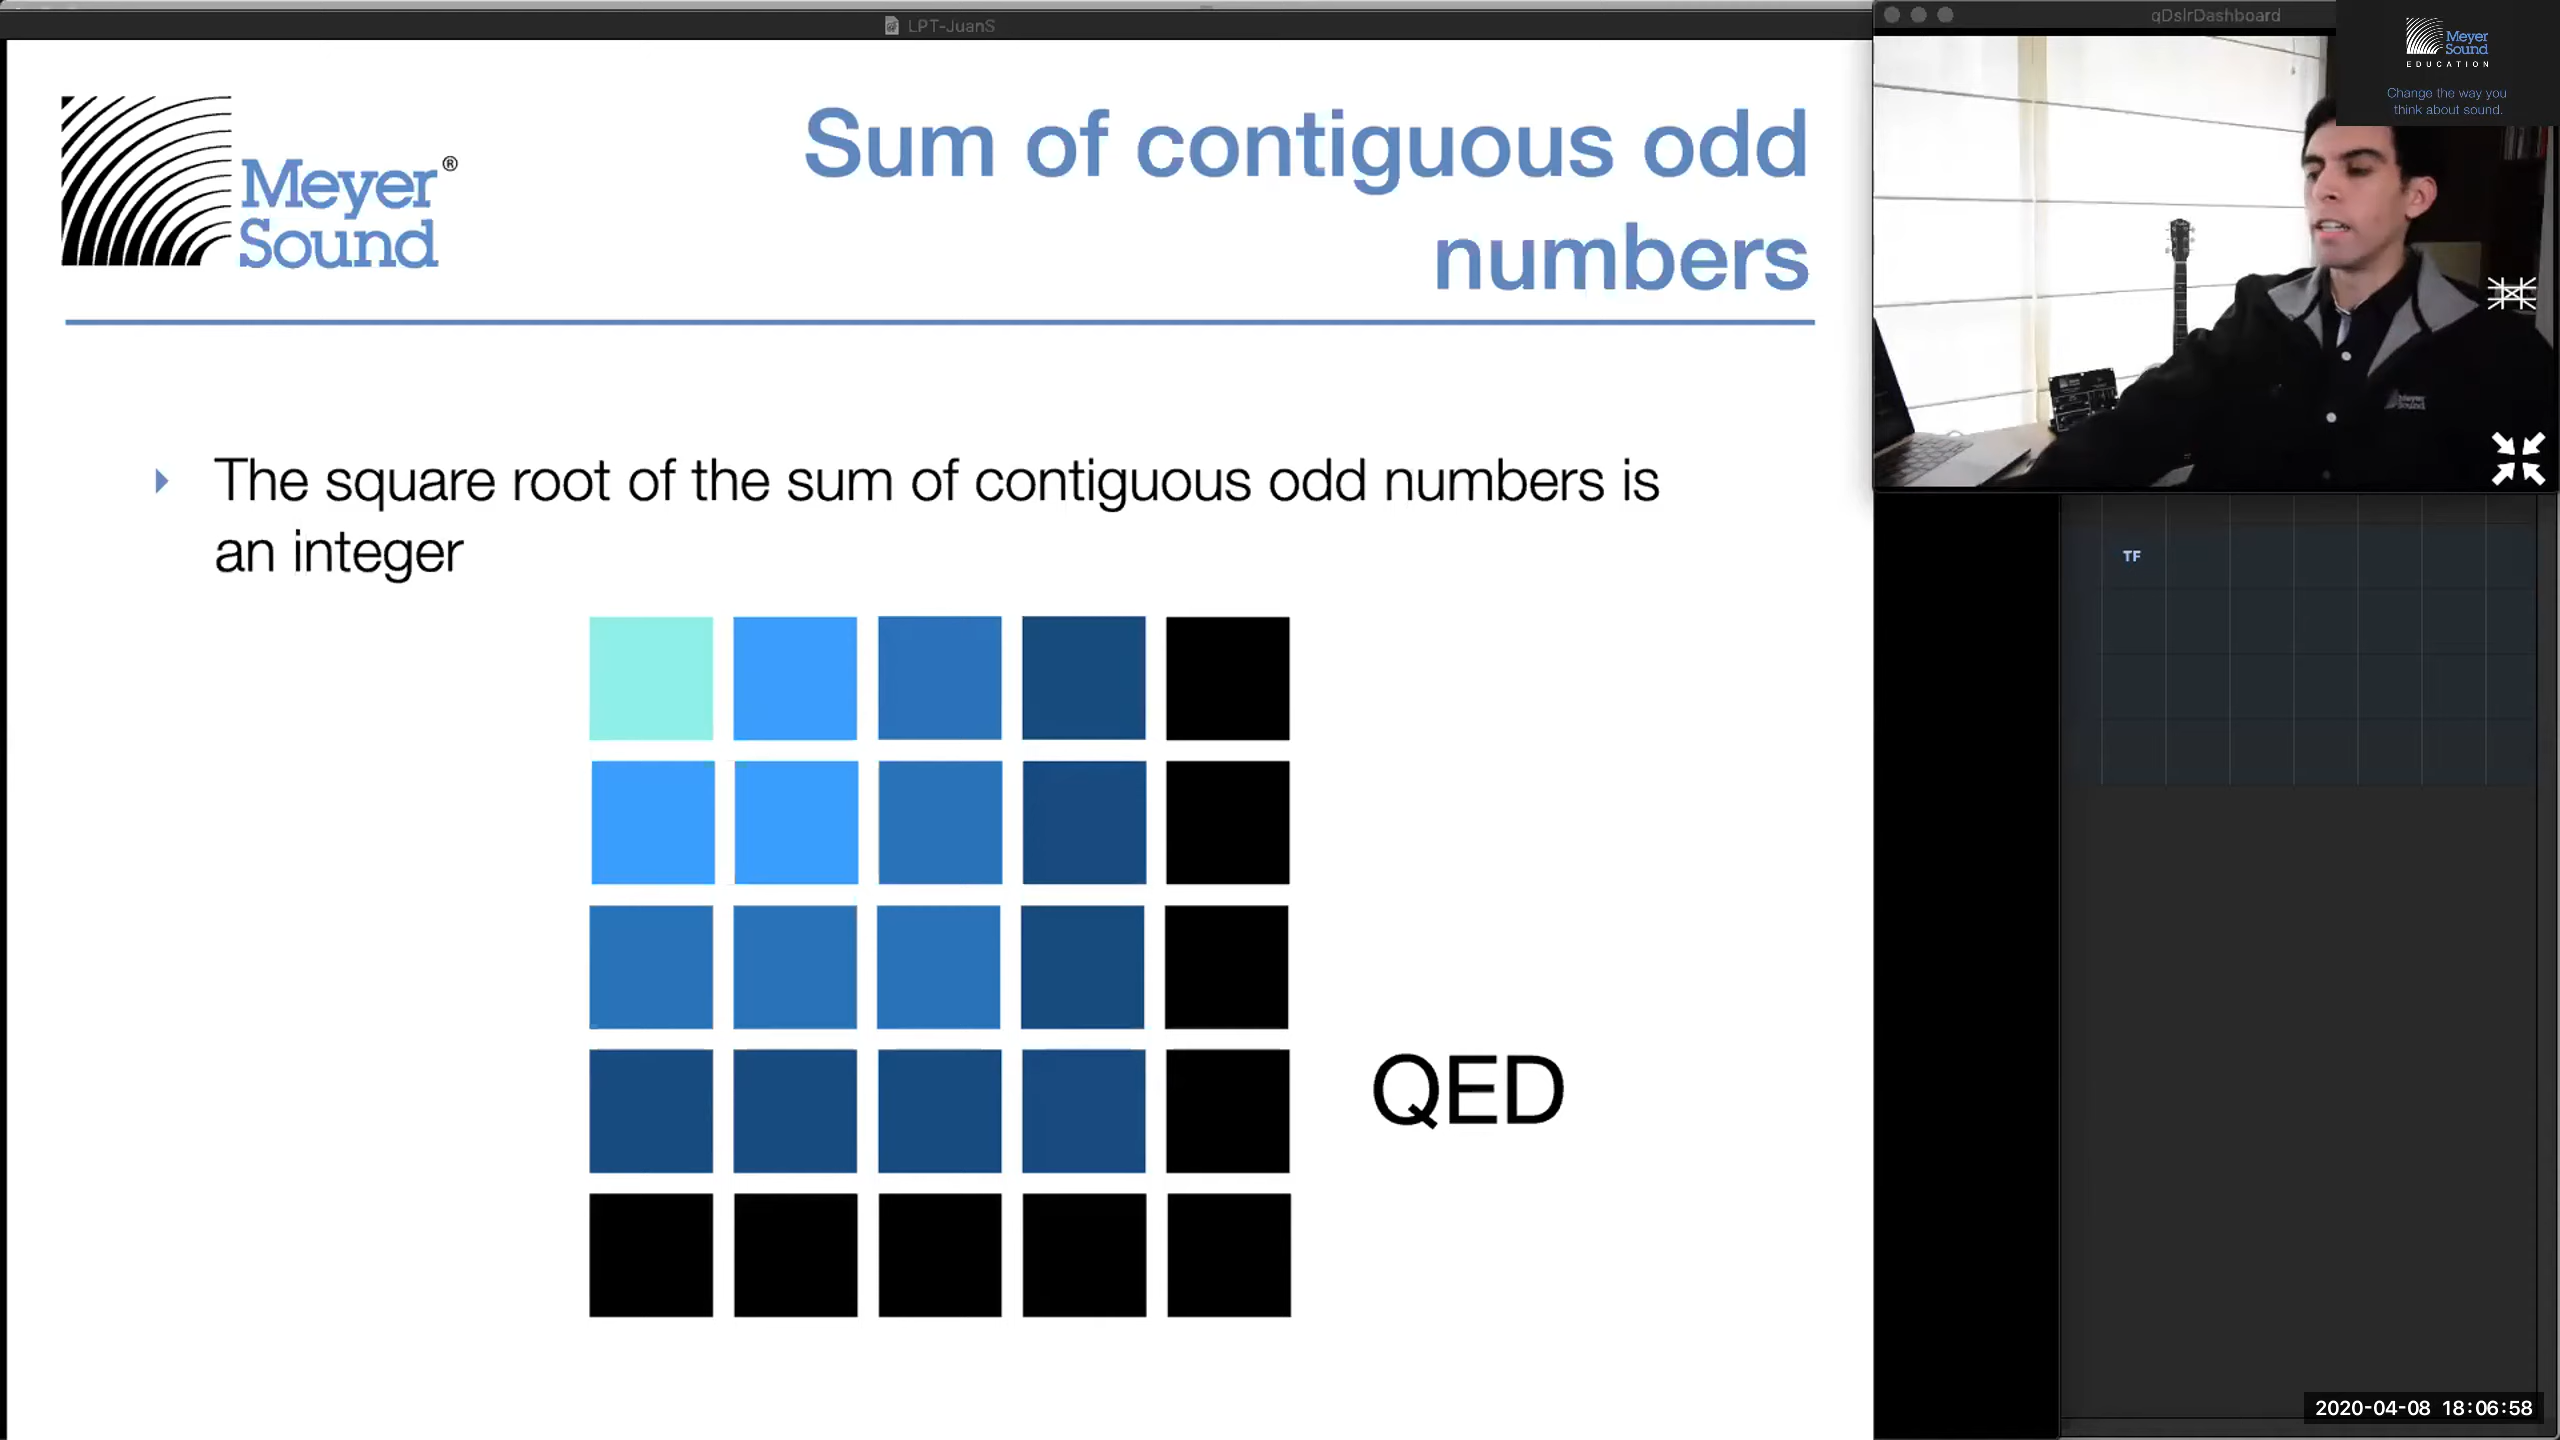 LPT-JuanS
qDslrDashboard
Meyer
Sound
EDUCATION
Change the way you
think about sound.
Meyer®
Sound
Sum of contiguous odd
numbers
The square root of the sum of contiguous odd numbers is
an integer
QED
Meyer
Sound
TF
2020-04-08 18:06:58